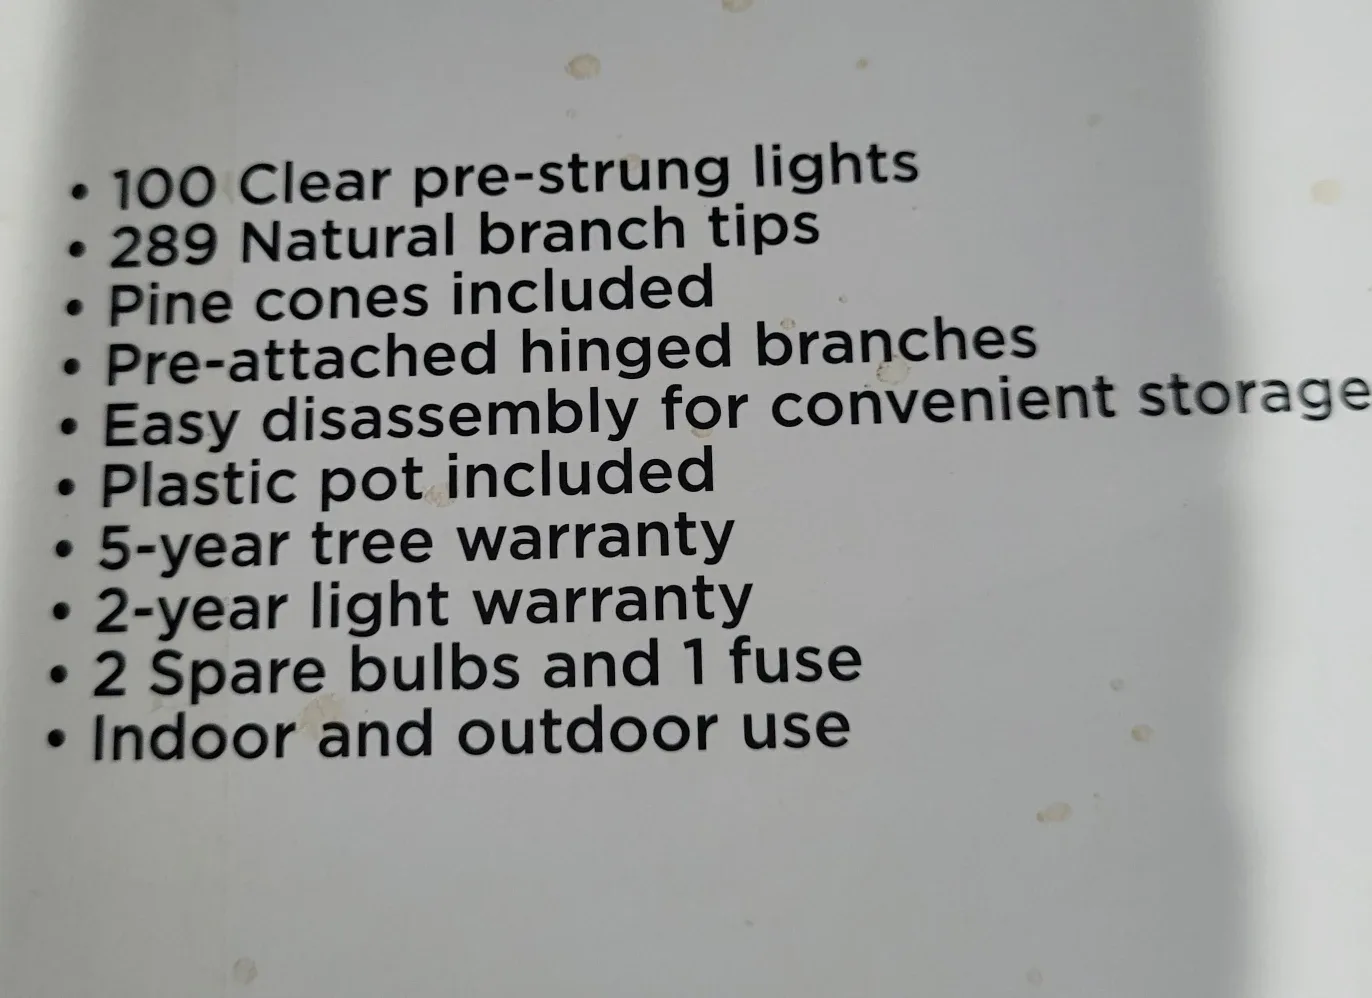 • 100 Clear pre-strung lights
• 289 Natural branch tips
• Pine cones included
• Pre-attached hinged branches
• Easy disassembly for convenient storage
• Plastic pot included
• 5-year tree warranty
• 2-year light warranty
• 2 Spare bulbs and 1 fuse
• Indoor and outdoor use